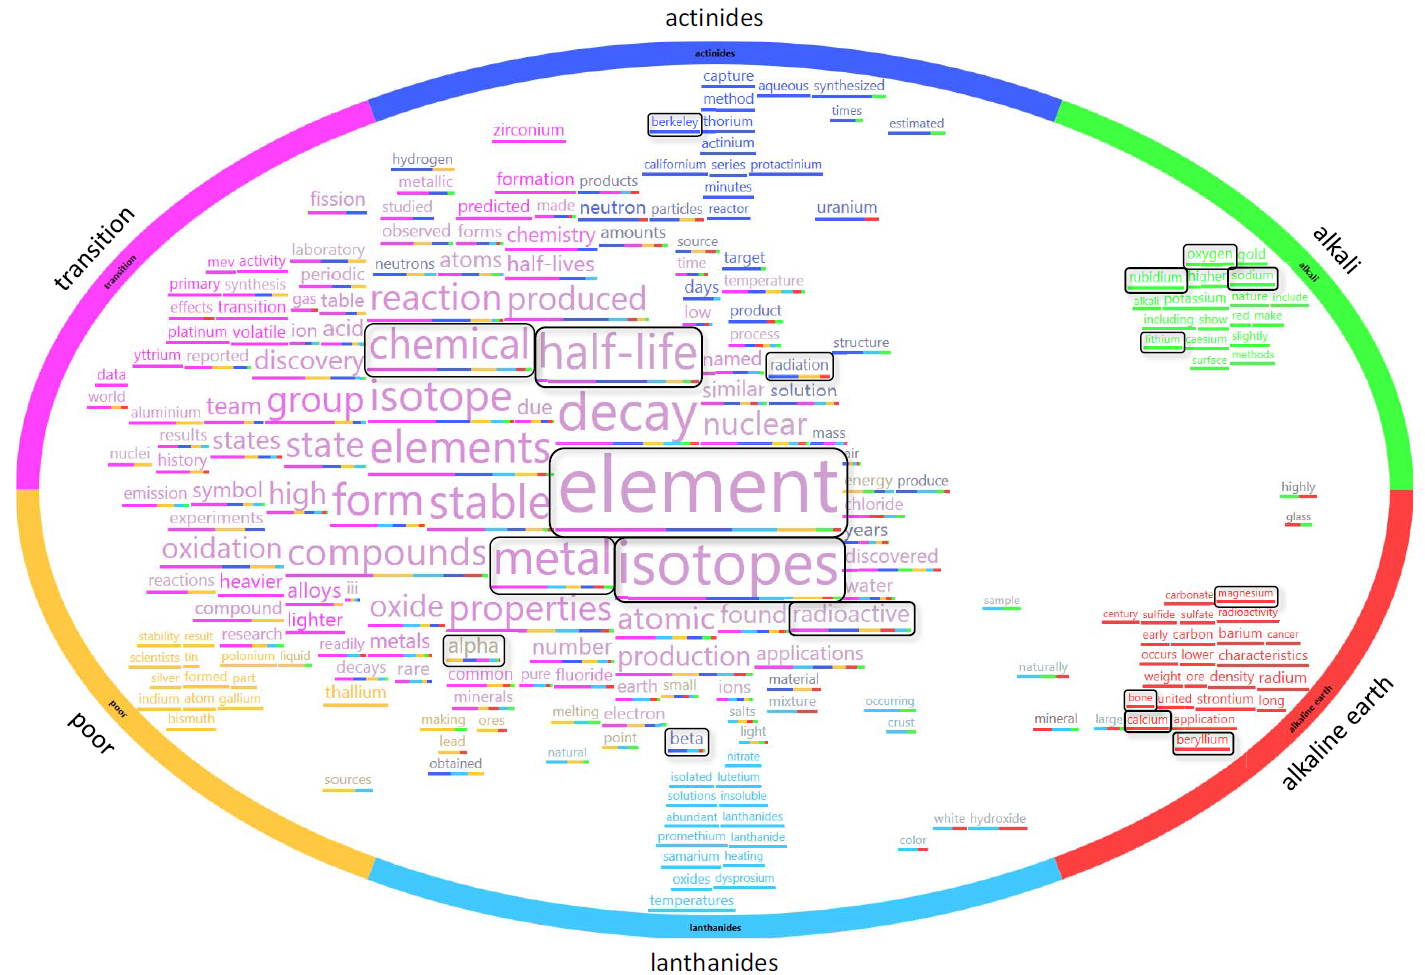 actinides
actinides
capture
aqueous synthesized
method
times
berkeley thorium
estimated
zirconium
actinium
hydrogen
californium series protactinium
metallic
formation products
minutes
fission
studied
predicted made neutron particles reactor
uranium
observed forms chemistry amounts
source
laboratory
neutrons atoms half-lives
time
target
mev activity
periodic
temperature
primary synthesis
gas table reaction produced
days
effects transition
low
product
platinum volatile ion acid
chemical half-life
process
structure
yttrium reported discovery
named radiation
data
world
group isotope due decay
similar solution
aluminium team
nuclear mass
results states state elements
nuclei history
element
air
emission symbol high form stable
energy produce
chloride
experiments
years
oxidation compounds metal isotopes
discovered
reactions heavier alloys iii
water
compound lighter
oxide properties atomic found radioactive
stability result research
readily metals alpha number production applications
scientists tin polonium liquid
decays rare common pure fluoride
material
silver formed part
thallium
minerals
earth small ions
mixture
indium atom gallium
bismuth
making ores
melting electron
salts
occurring
lead
point
beta
light
crust
obtained
natural
nitrate
sources
isolated lutetium
solutions insoluble
abundant lanthanides
promethium lanthanide
samarium heating
oxides dysprosium
temperatures
white hydroxide
color
sample
naturally
mineral
large
oxygen gold
rubidium higher sodium
alkali potassium nature include
including show red make
lithium caesium slightly
surface methods
highly
glass
carbonate magnesium
century sulfide sulfate radioactivity
early carbon barium cancer
occurs lower characteristics
weight ore density radium
bone united strontium long
calcium application
beryllium
transition
transition
alkali
alkali
poor
poor
alkaline earth
alkaline earth
lanthanides
lanthanides